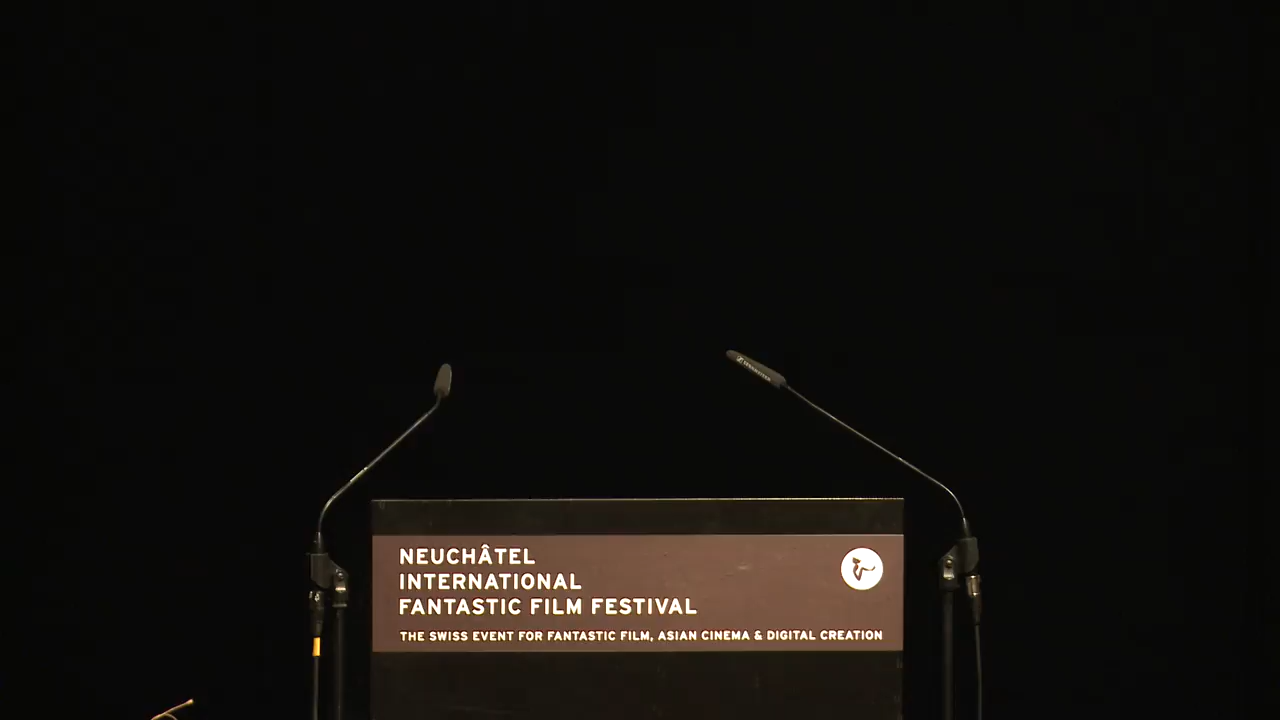 NEUCHÂTEL
INTERNATIONAL
FANTASTIC FILM FESTIVAL
THE SWISS EVENT FOR FANTASTIC FILM, ASIAN CINEMA & DIGITAL CREATION